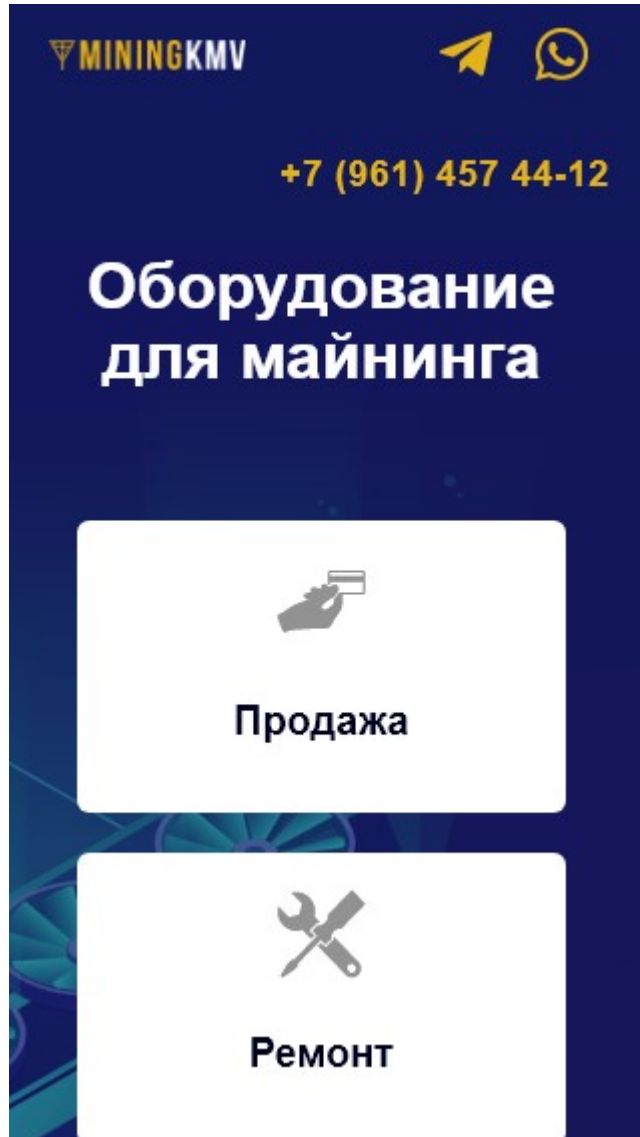 MININGKMV
+7 (961) 457 44-12
Оборудование
для майнинга
Продажа
Ремонт